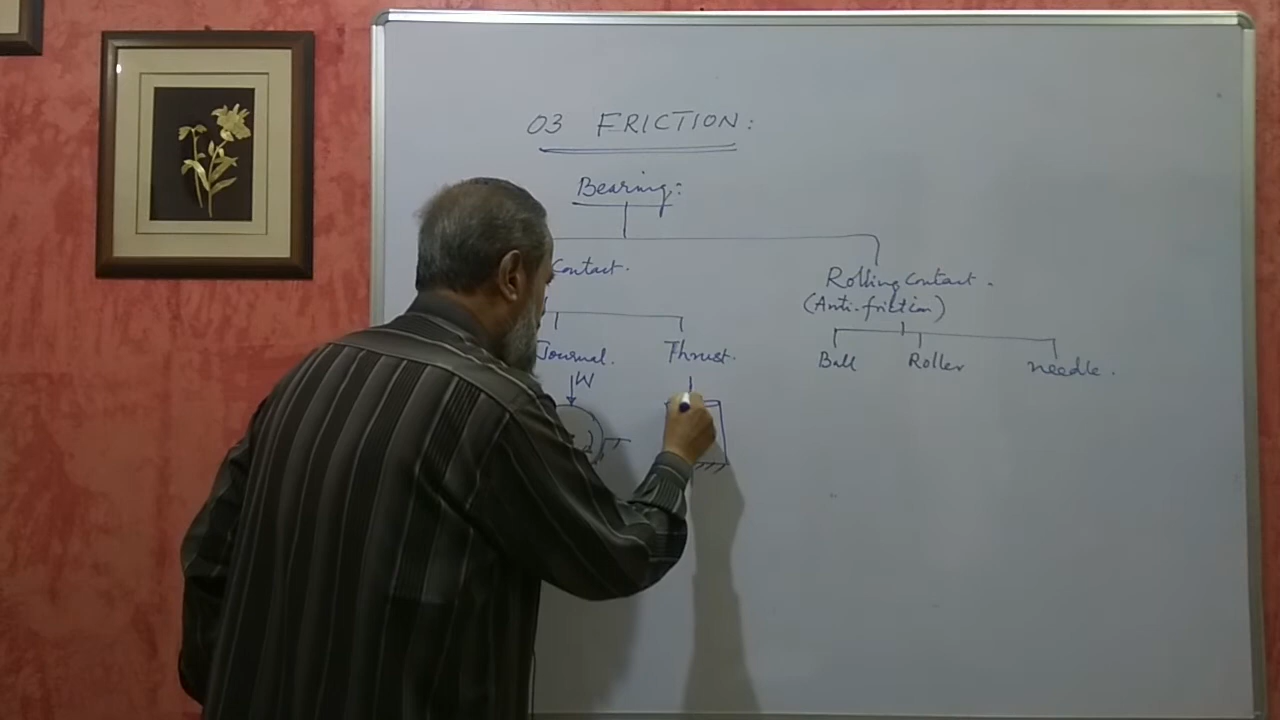 03 FRICTION:
Bearing:
Contact.
Rolling Contact.
(Anti-friction)
Journal.
Thrust.
Ball
Roller
needle.
W